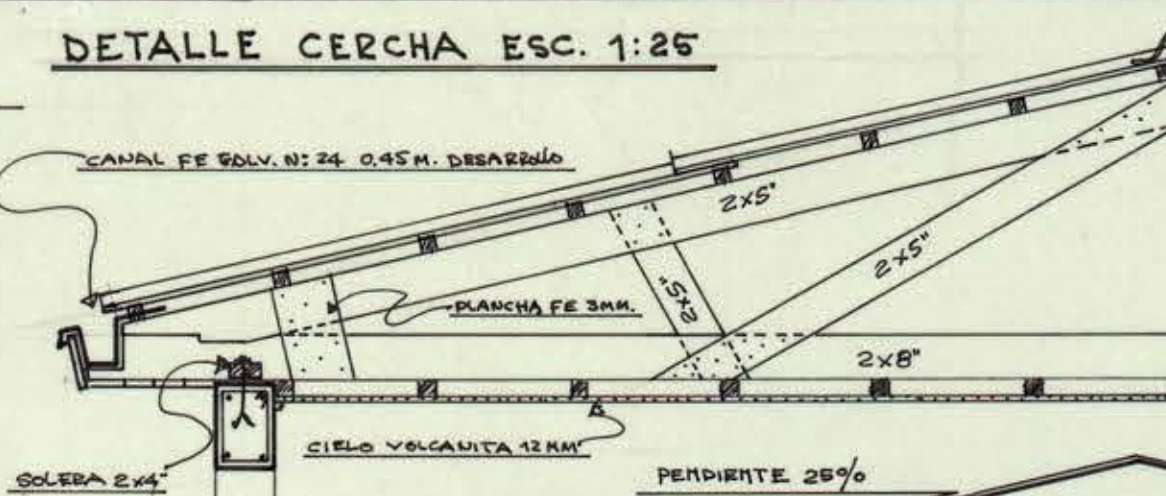 DETALLE CERCHA ESC. 1:25
CANAL FE GALV. N: 24 0.45 M. DESARROLLO
2x5"
2x5"
2x5"
PLANCHA FE 3MM.
2x8"
CIELO VOLCANITA 12 MM
SOLERA 2x4"
PENDIENTE 25%